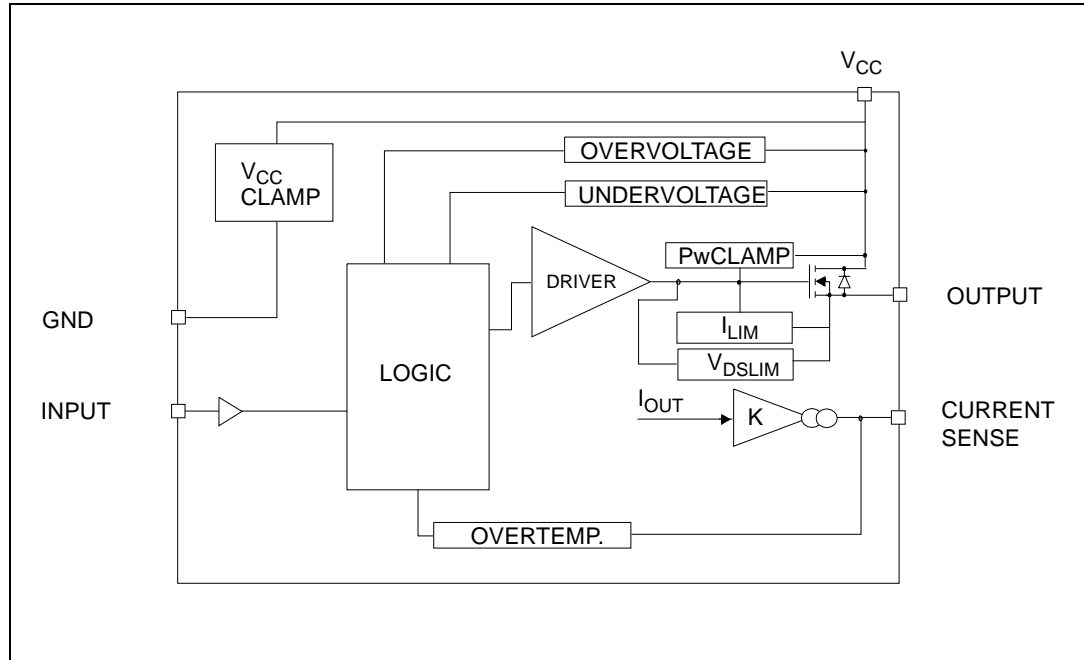 VCC
VCC
CLAMP
OVERVOLTAGE
UNDERVOLTAGE
PwCLAMP
DRIVER
OUTPUT
GND
ILIM
VDSLIM
LOGIC
INPUT
IOUT
K
CURRENT
SENSE
OVERTEMP.